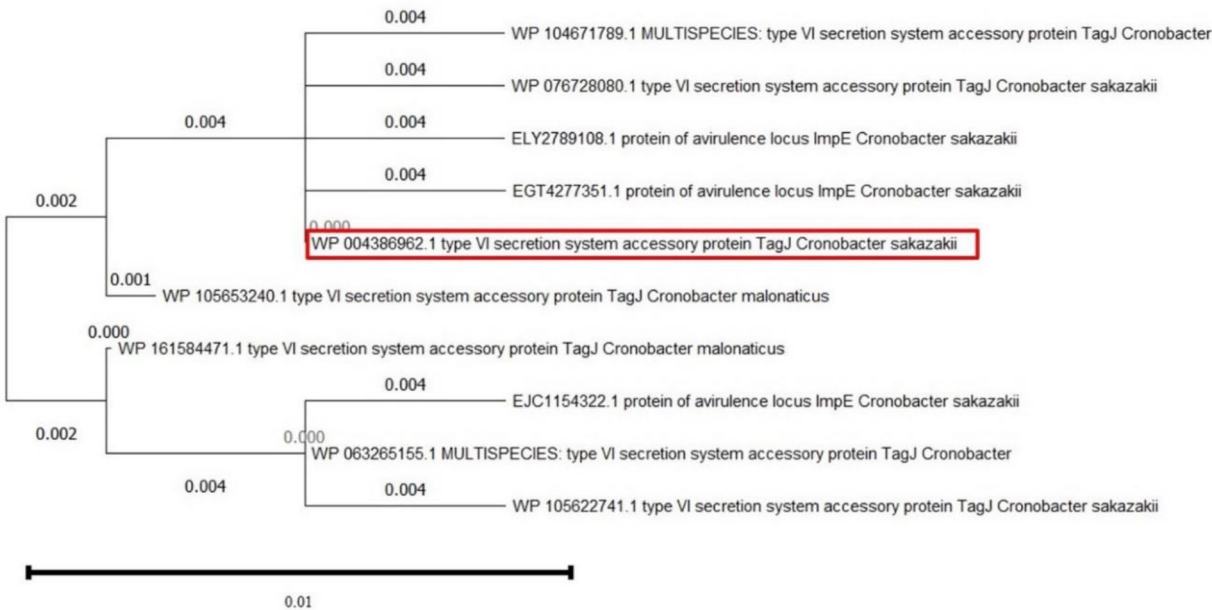 0.004
WP 104671789.1 MULTISPECIES: type VI secretion system accessory protein TagJ Cronobacter
0.004
WP 076728080.1 type VI secretion system accessory protein TagJ Cronobacter sakazakii
0.004
0.004
ELY2789108.1 protein of avirulence locus ImpE Cronobacter sakazakii
0.004
EGT4277351.1 protein of avirulence locus ImpE Cronobacter sakazakii
0.002
0.000
WP 004386962.1 type VI secretion system accessory protein TagJ Cronobacter sakazakii
0.001
WP 105653240.1 type VI secretion system accessory protein TagJ Cronobacter malonaticus
0.000
WP 161584471.1 type VI secretion system accessory protein TagJ Cronobacter malonaticus
0.004
EJC1154322.1 protein of avirulence locus ImpE Cronobacter sakazakii
0.002
0.000
WP 063265155.1 MULTISPECIES: type VI secretion system accessory protein TagJ Cronobacter
0.004
0.004
WP 105622741.1 type VI secretion system accessory protein TagJ Cronobacter sakazakii
0.01